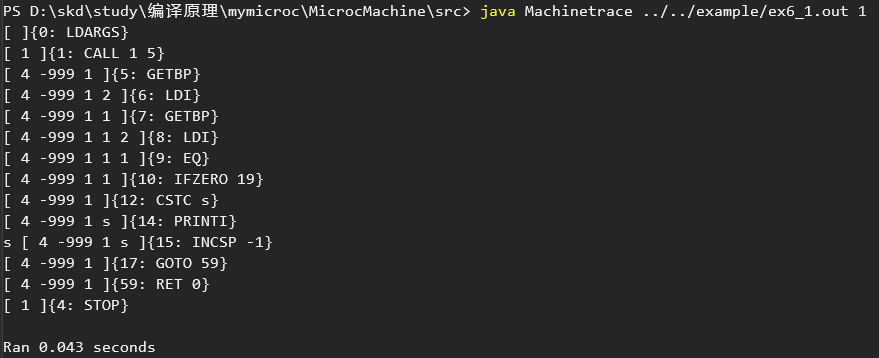 PS D:\skd\study\编译原理\mymicroc\MicrocMachine\src> java Machinetrace ../../example/ex6_1.out 1
[ ]{0: LDARGS}
[ 1 ]{1: CALL 1 5}
[ 4 -999 1 ]{5: GETBP}
[ 4 -999 1 2 ]{6: LDI}
[ 4 -999 1 1 ]{7: GETBP}
[ 4 -999 1 1 2 ]{8: LDI}
[ 4 -999 1 1 1 ]{9: EQ}
[ 4 -999 1 1 ]{10: IFZERO 19}
[ 4 -999 1 ]{12: CSTC s}
[ 4 -999 1 s ]{14: PRINTI}
s [ 4 -999 1 s ]{15: INCSP -1}
[ 4 -999 1 ]{17: GOTO 59}
[ 4 -999 1 ]{59: RET 0}
[ 1 ]{4: STOP}
Ran 0.043 seconds